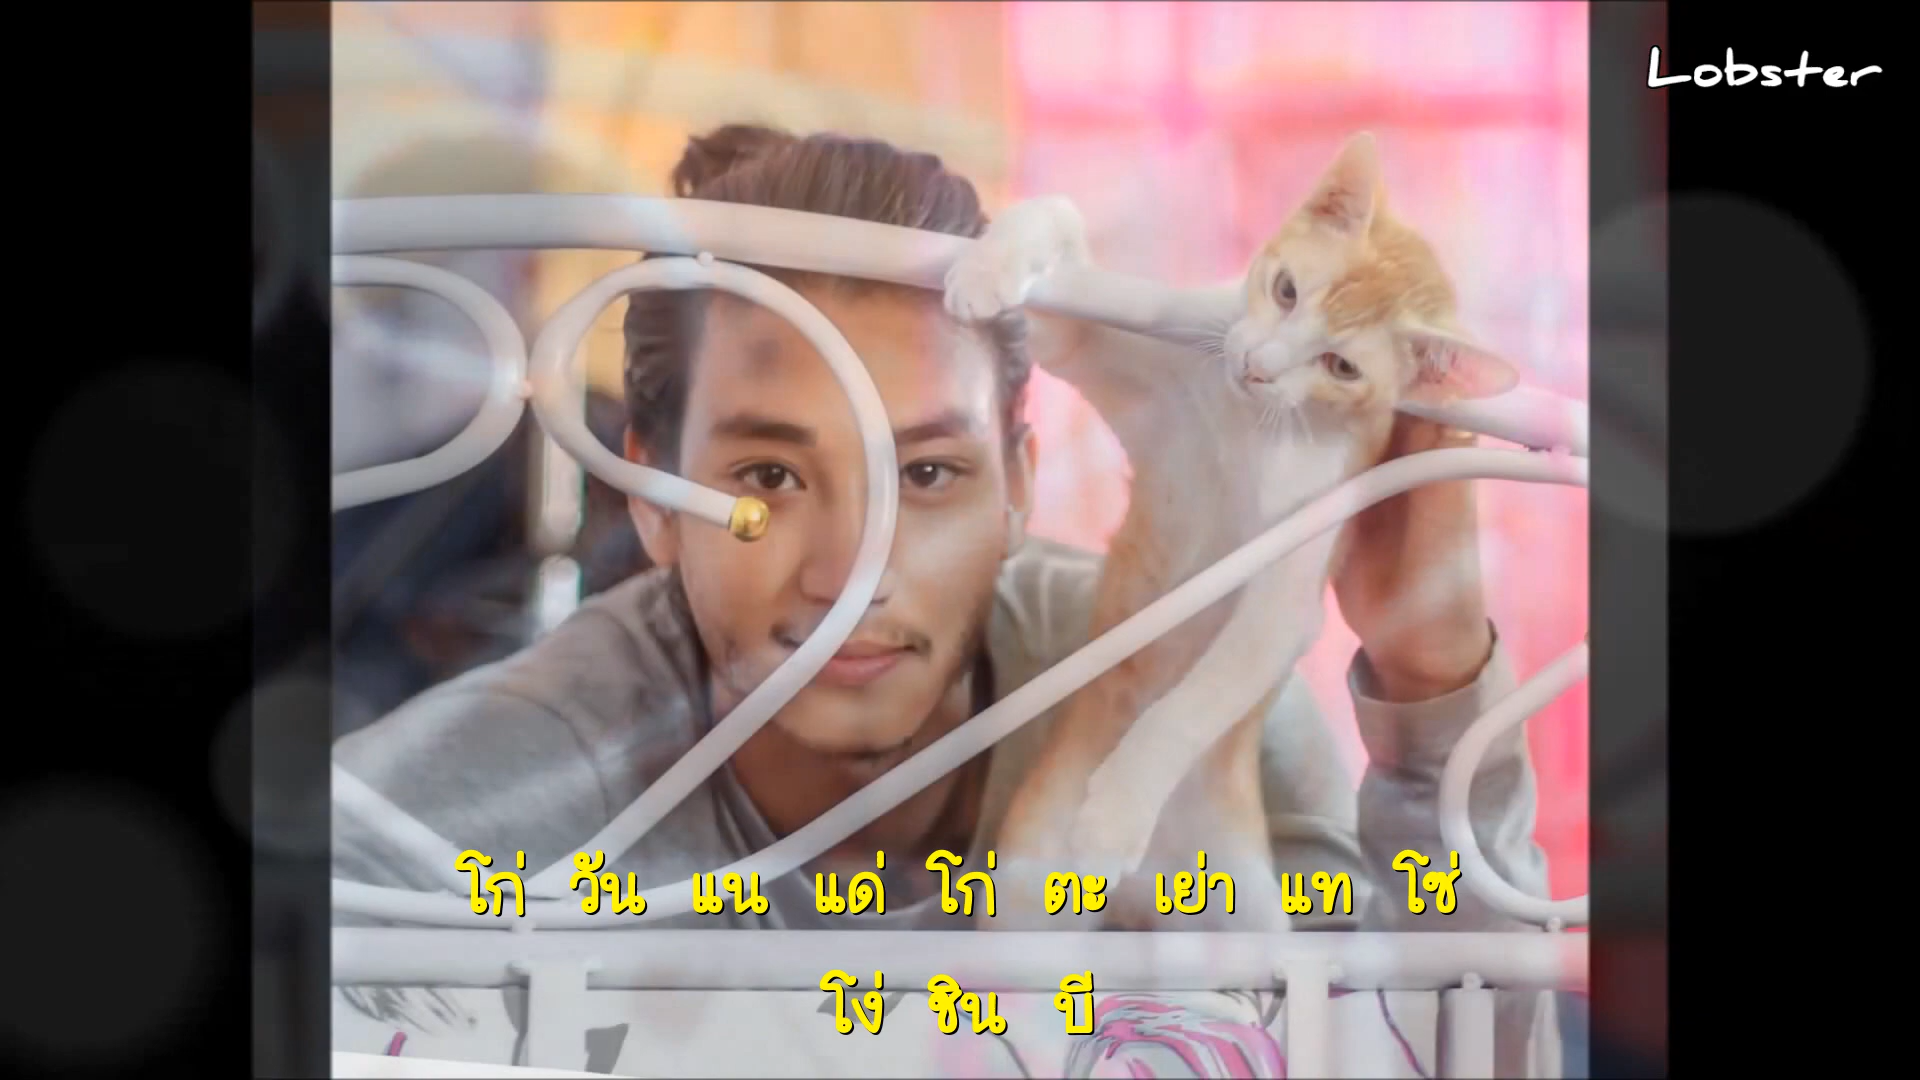 Lobster
โก่ วัน แน แด่ โก่ ตะ เย่า แท โซ่
โง่ ชิน บี